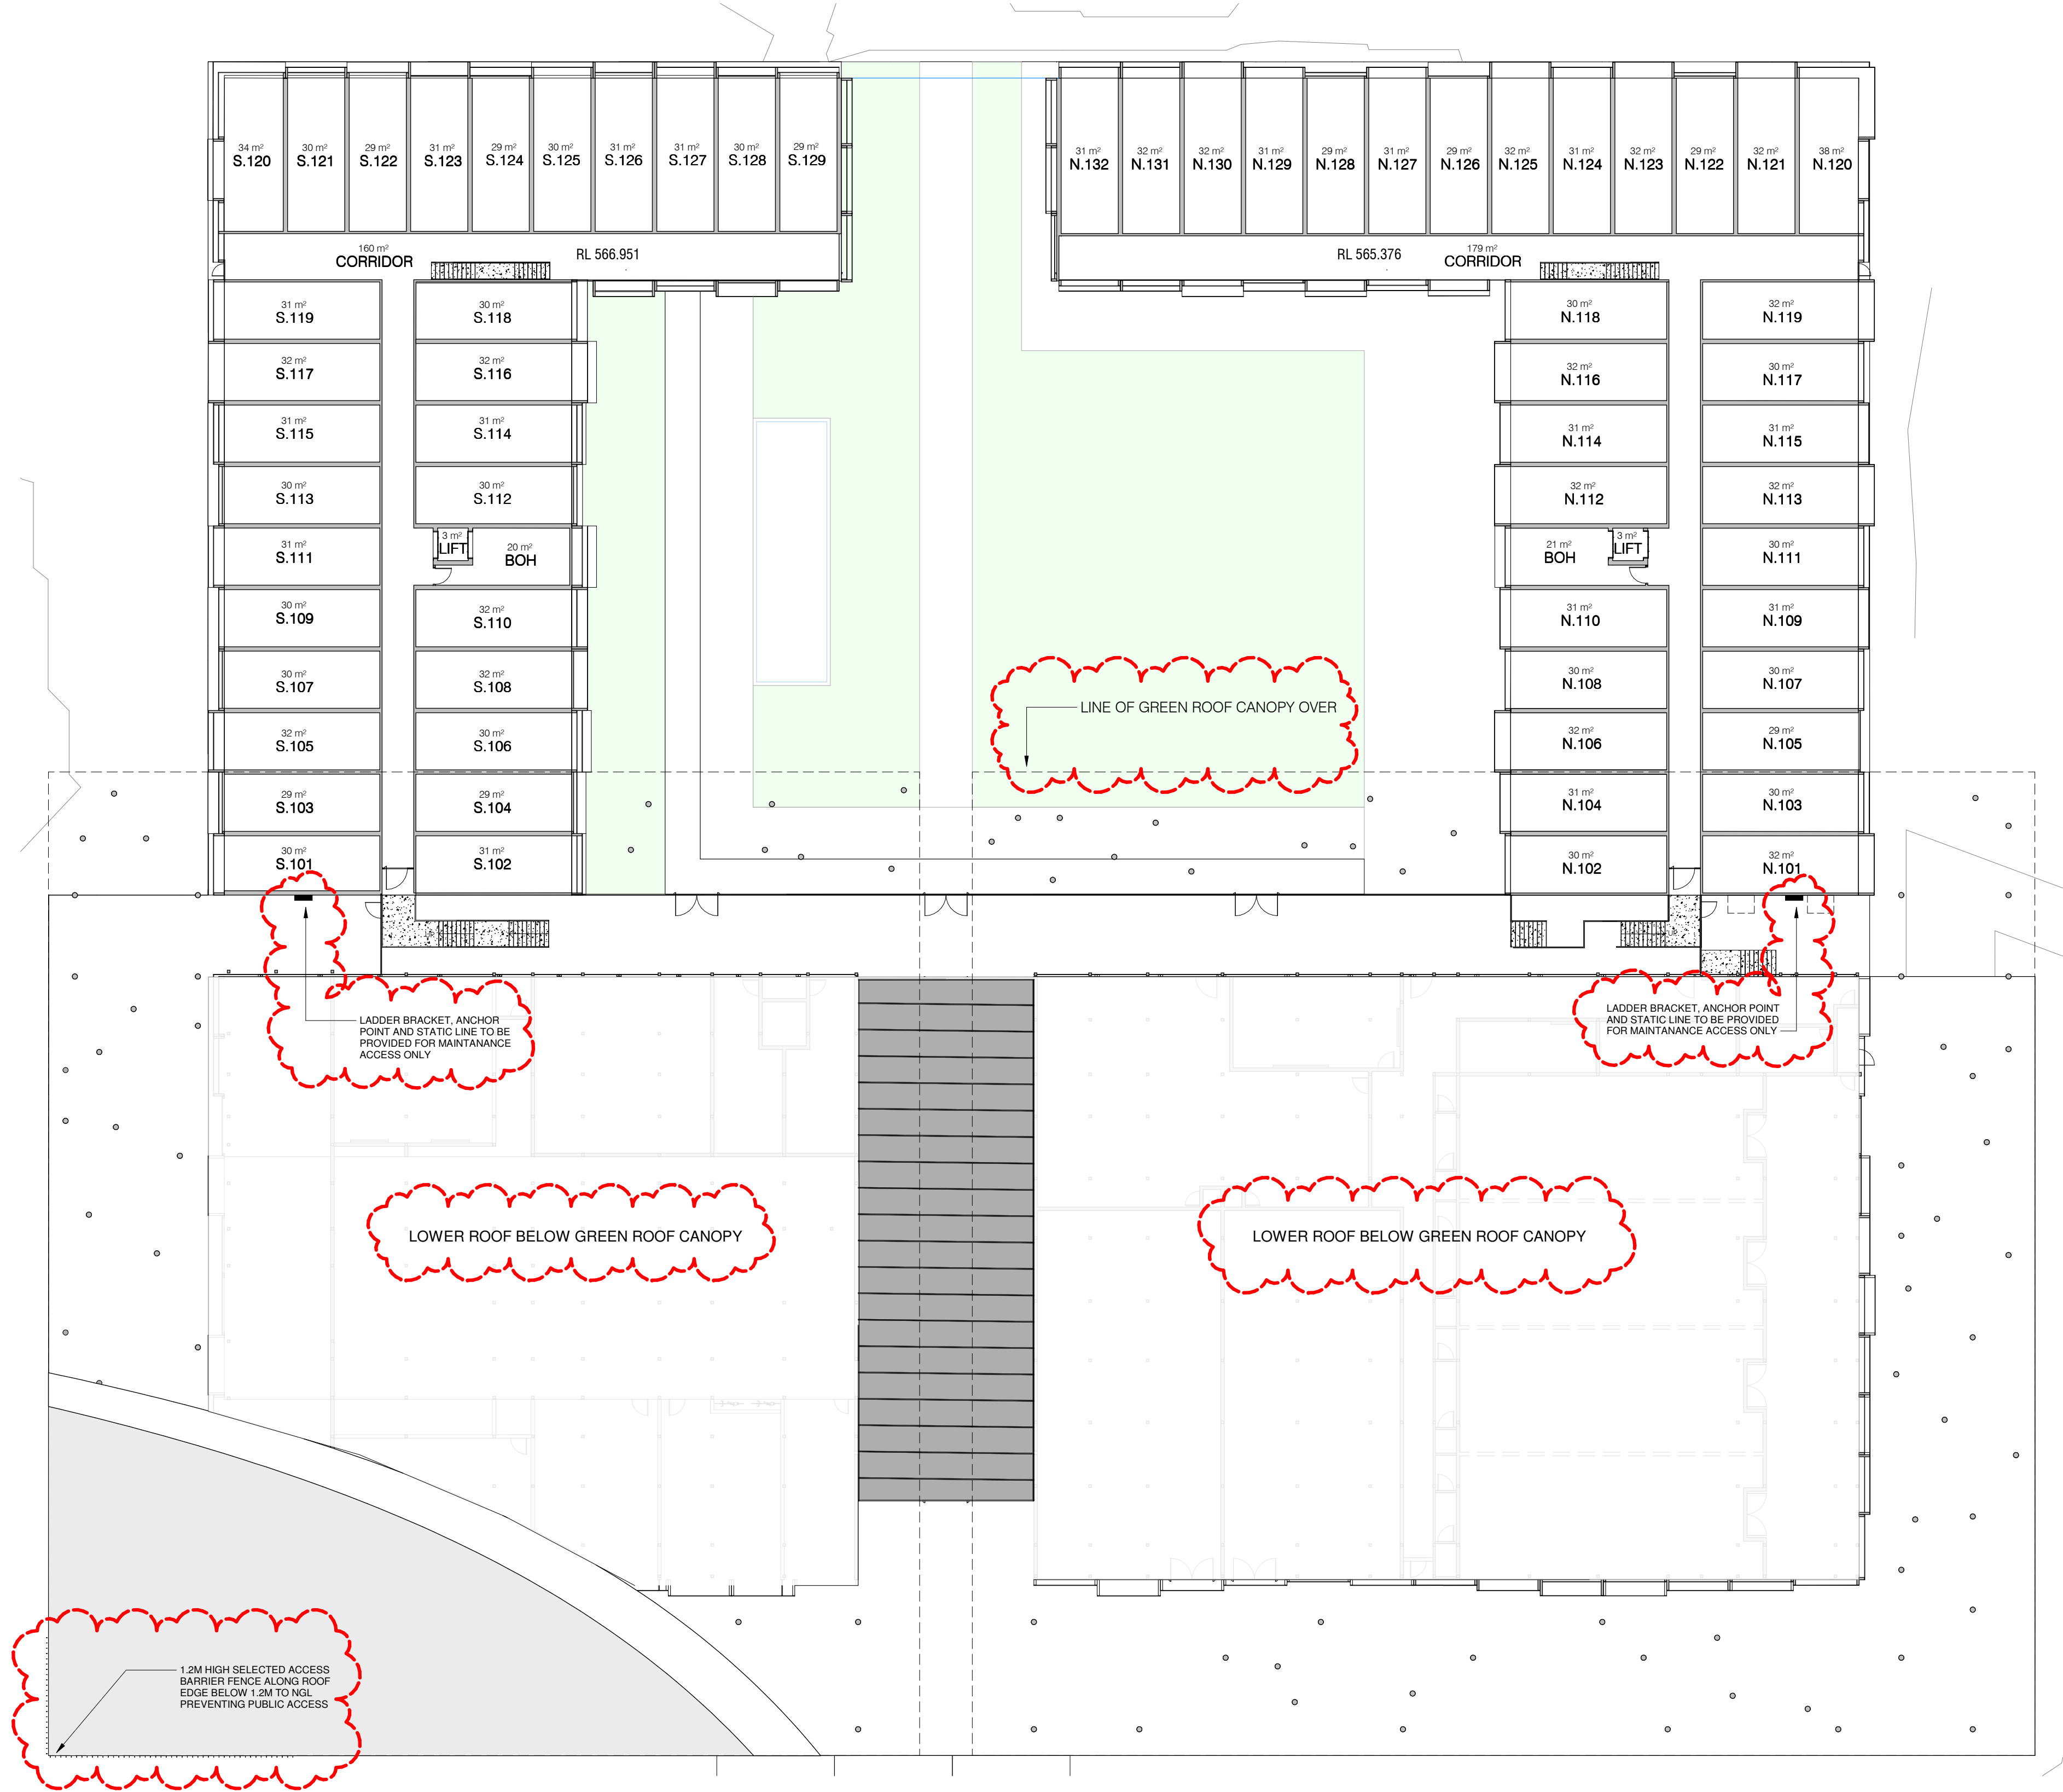 34 m²
S.120
30 m²
S.121
29 m²
S.122
31 m²
S.123
29 m²
S.124
30 m²
S.125
31 m²
S.126
31 m²
S.127
30 m²
S.128
29 m²
S.129
31 m²
N.132
32 m²
N.131
32 m²
N.130
31 m²
N.129
29 m²
N.128
31 m²
N.127
29 m²
N.126
32 m²
N.125
31 m²
N.124
32 m²
N.123
29 m²
N.122
32 m²
N.121
38 m²
N.120
160 m²
CORRIDOR
RL 566.951
RL 565.376
179 m²
CORRIDOR
31 m²
S.119
30 m²
S.118
30 m²
N.118
32 m²
N.119
32 m²
S.117
32 m²
S.116
32 m²
N.116
30 m²
N.117
31 m²
S.115
31 m²
S.114
31 m²
N.114
31 m²
N.115
30 m²
S.113
30 m²
S.112
32 m²
N.112
32 m²
N.113
31 m²
S.111
3 m²
LIFT
20 m²
BOH
21 m²
BOH
3 m²
LIFT
30 m²
N.111
30 m²
S.109
32 m²
S.110
31 m²
N.110
31 m²
N.109
30 m²
S.107
32 m²
S.108
30 m²
N.108
30 m²
N.107
LINE OF GREEN ROOF CANOPY OVER
32 m²
S.105
30 m²
S.106
32 m²
N.106
29 m²
N.105
29 m²
S.103
29 m²
S.104
31 m²
N.104
30 m²
N.103
30 m²
S.101
31 m²
S.102
30 m²
N.102
32 m²
N.101
LADDER BRACKET, ANCHOR
POINT AND STATIC LINE TO BE
PROVIDED FOR MAINTANANCE
ACCESS ONLY
LADDER BRACKET, ANCHOR POINT
AND STATIC LINE TO BE PROVIDED
FOR MAINTANANCE ACCESS ONLY
LOWER ROOF BELOW GREEN ROOF CANOPY
LOWER ROOF BELOW GREEN ROOF CANOPY
1.2M HIGH SELECTED ACCESS
BARRIER FENCE ALONG ROOF
EDGE BELOW 1.2M TO NGL
PREVENTING PUBLIC ACCESS